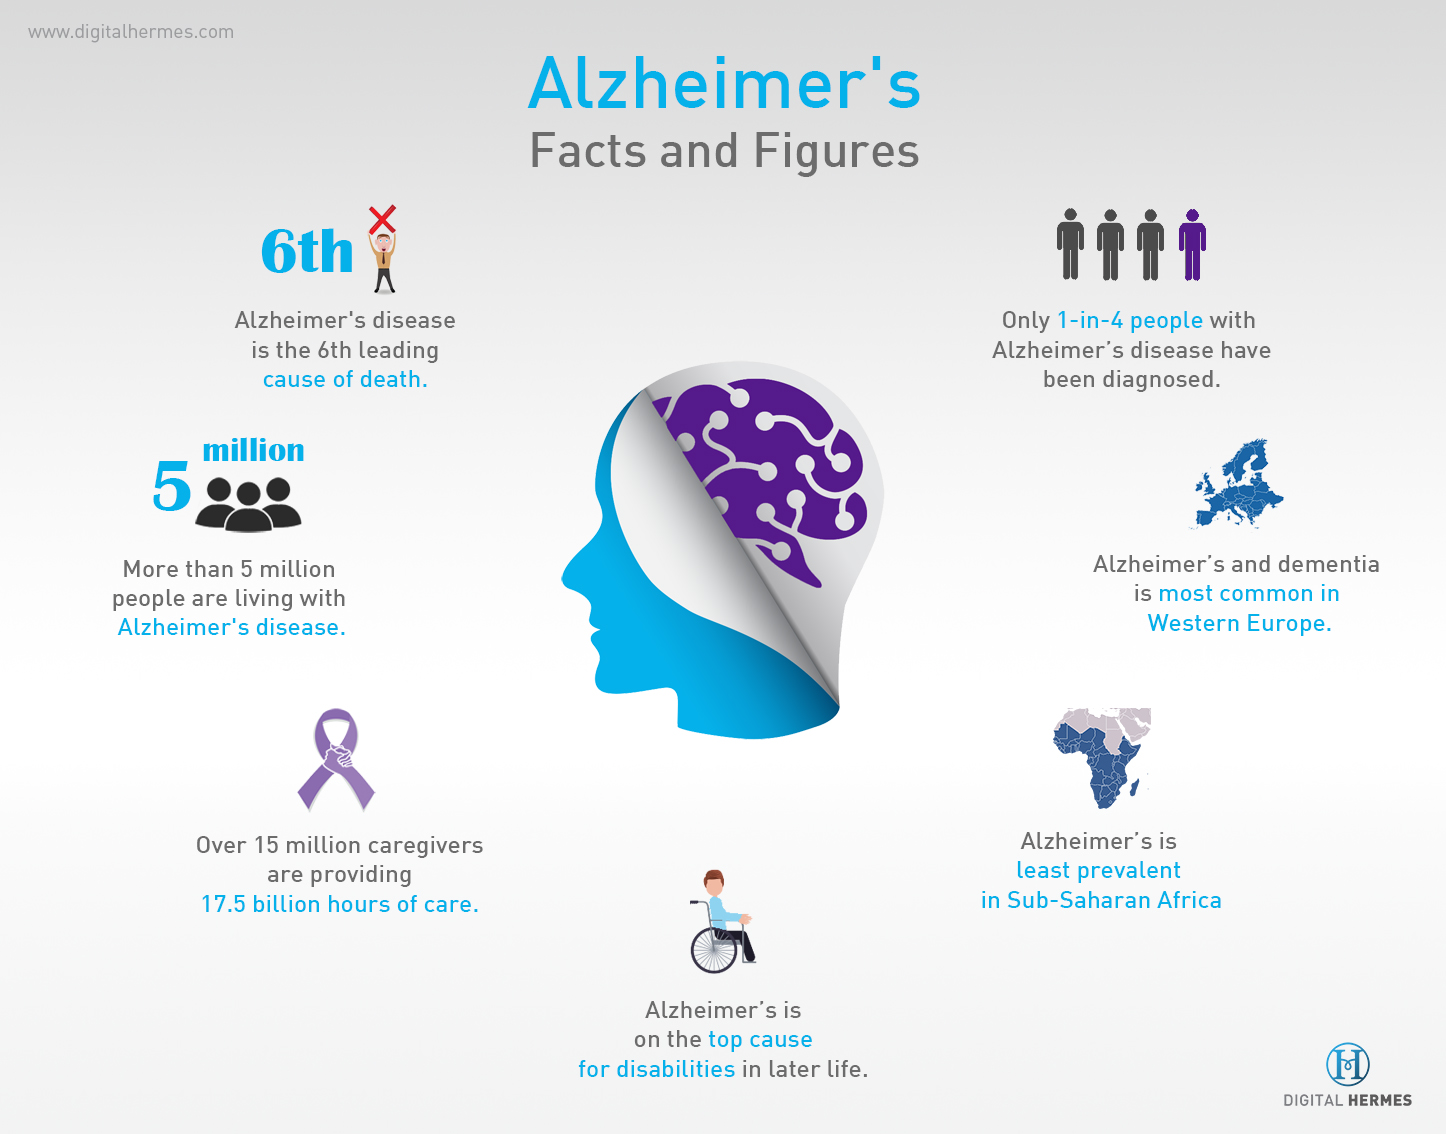 www.digitalhermes.com
Alzheimer's
Facts and Figures
6th
Alzheimer's disease
is the 6th leading
cause of death.
Only 1-in-4 people with
Alzheimer’s disease have
been diagnosed.
million
5
More than 5 million
people are living with
Alzheimer's disease.
Alzheimer’s and dementia
is most common in
Western Europe.
Over 15 million caregivers
are providing
17.5 billion hours of care.
Alzheimer’s is
least prevalent
in Sub-Saharan Africa
Alzheimer’s is
on the top cause
for disabilities in later life.
H
DIGITAL HERMES